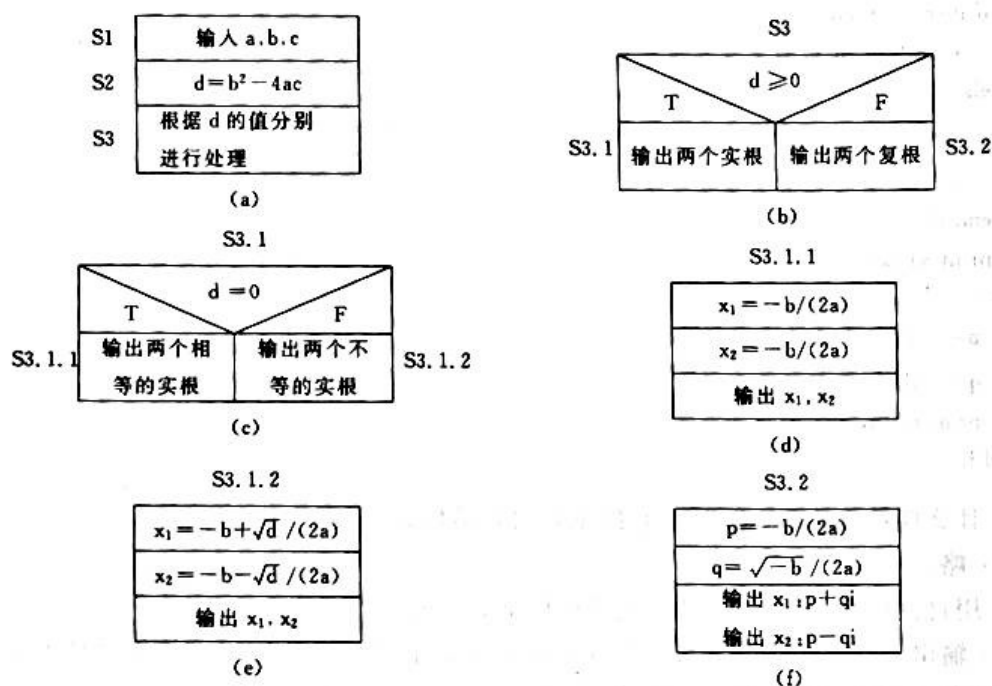 S1 输入 a,b,c
S2 d=b²-4ac
S3 根据 d 的值分别
进行处理
(a)
S3
d≥0
T F
S3.1 输出两个实根 输出两个复根 S3.2
(b)
S3.1
d=0
T F
S3.1.1 输出两个相 输出两个不 S3.1.2
等的实根 等的实根
(c)
S3.1.1
x₁=-b/(2a)
x₂=-b/(2a)
输出 x₁,x₂
(d)
S3.1.2
x₁=-b+√d/(2a)
x₂=-b-√d/(2a)
输出 x₁,x₂
(e)
S3.2
p=-b/(2a)
q=√-b/(2a)
输出 x₁:p+qi
输出 x₂:p-qi
(f)